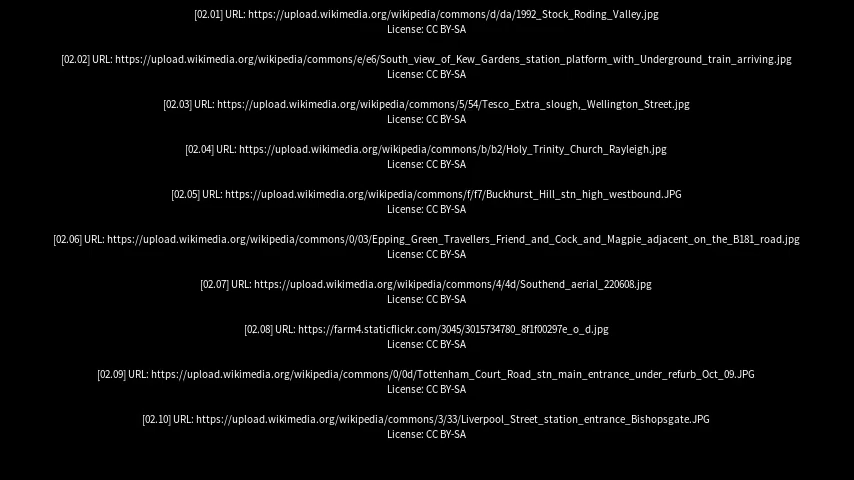 [02.01] URL: https://upload.wikimedia.org/wikipedia/commons/d/da/1992_Stock_Roding_Valley.jpg
License: CC BY-SA
[02.02] URL: https://upload.wikimedia.org/wikipedia/commons/e/e6/South_view_of_Kew_Gardens_station_platform_with_Underground_train_arriving.jpg
License: CC BY-SA
[02.03] URL: https://upload.wikimedia.org/wikipedia/commons/5/54/Tesco_Extra_slough,_Wellington_Street.jpg
License: CC BY-SA
[02.04] URL: https://upload.wikimedia.org/wikipedia/commons/b/b2/Holy_Trinity_Church_Rayleigh.jpg
License: CC BY-SA
[02.05] URL: https://upload.wikimedia.org/wikipedia/commons/f/f7/Buckhurst_Hill_stn_high_westbound.JPG
License: CC BY-SA
[02.06] URL: https://upload.wikimedia.org/wikipedia/commons/0/03/Epping_Green_Travellers_Friend_and_Cock_and_Magpie_adjacent_on_the_B181_road.jpg
License: CC BY-SA
[02.07] URL: https://upload.wikimedia.org/wikipedia/commons/4/4d/Southend_aerial_220608.jpg
License: CC BY-SA
[02.08] URL: https://farm4.staticflickr.com/3045/3015734780_8f1f00297e_o_d.jpg
License: CC BY-SA
[02.09] URL: https://upload.wikimedia.org/wikipedia/commons/0/0d/Tottenham_Court_Road_stn_main_entrance_under_refurb_Oct_09.JPG
License: CC BY-SA
[02.10] URL: https://upload.wikimedia.org/wikipedia/commons/3/33/Liverpool_Street_station_entrance_Bishopsgate.JPG
License: CC BY-SA